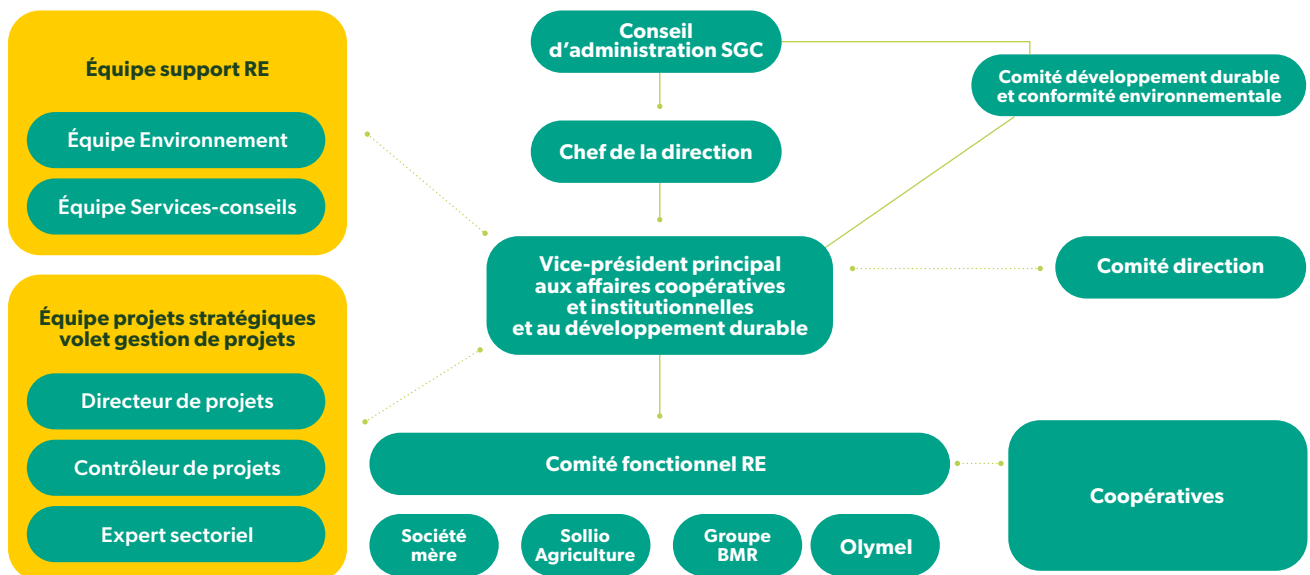 Équipe support RE
Équipe Environnement
Équipe Services-conseils
Équipe projets stratégiques
volet gestion de projets
Directeur de projets
Contrôleur de projets
Expert sectoriel
Conseil
d’administration SGC
Chef de la direction
Vice-président principal
aux affaires coopératives
et institutionnelles
et au développement durable
Comité fonctionnel RE
Société
mère
Sollio
Agriculture
Groupe
BMR
Olymel
Comité développement durable
et conformité environnementale
Comité direction
Coopératives